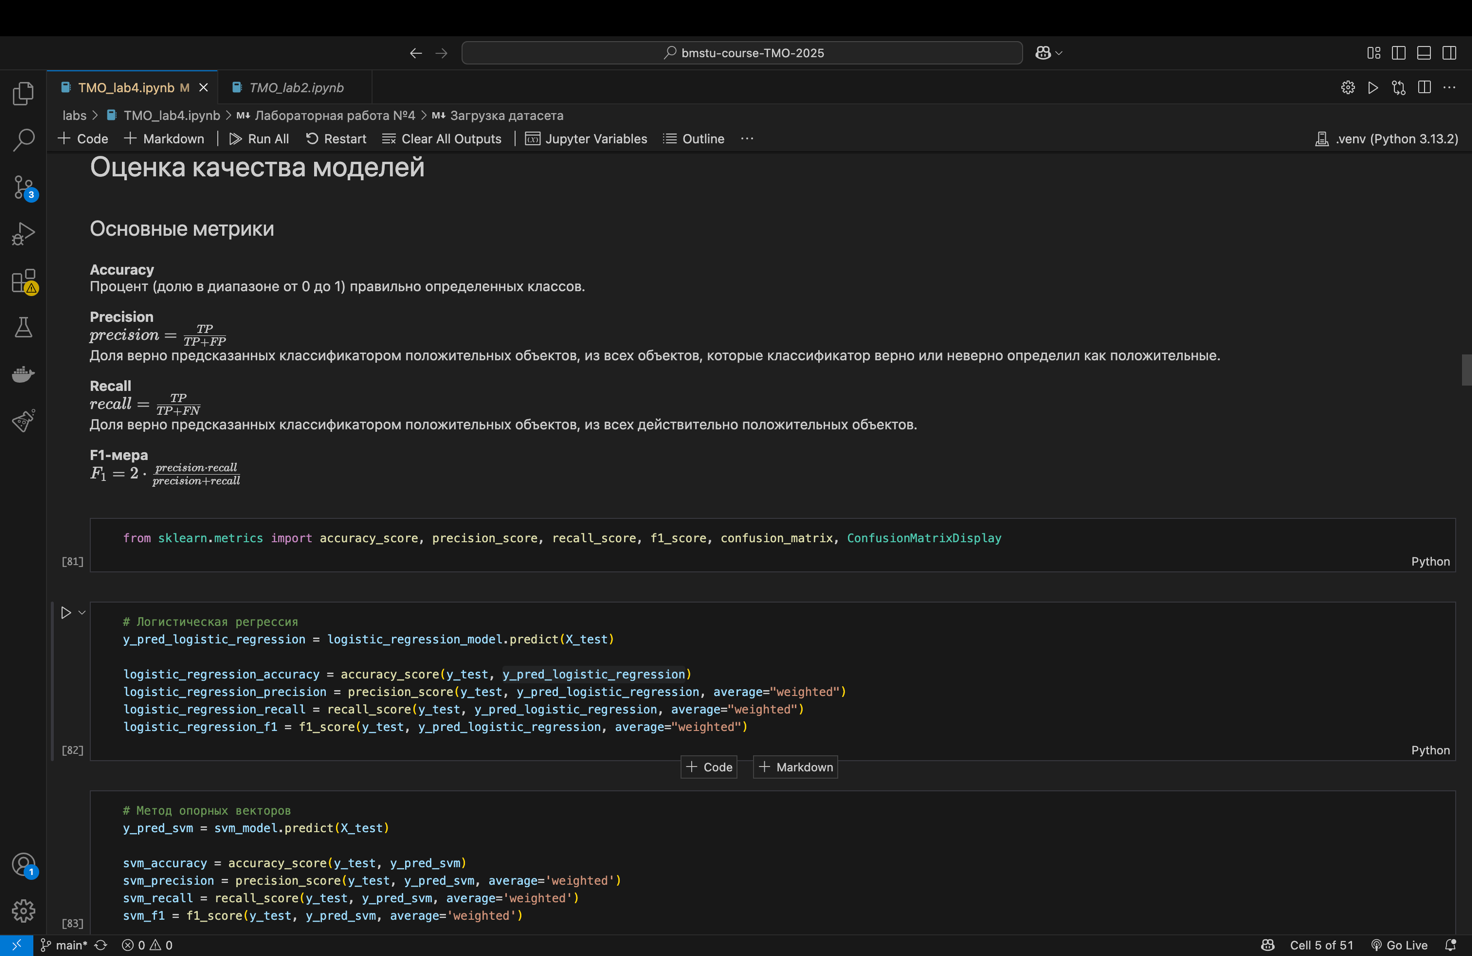 bmstu-course-TMO-2025
TMO_lab4.ipynb M
TMO_lab2.ipynb
labs > TMO_lab4.ipynb > M↓ Лабораторная работа №4 > M↓ Загрузка датасета
+ Code + Markdown | Run All Restart Clear All Outputs | Jupyter Variables Outline ··· .venv (Python 3.13.2)
Оценка качества моделей
Основные метрики
Accuracy
Процент (долю в диапазоне от 0 до 1) правильно определенных классов.
Precision
precision = TP / TP+FP
Доля верно предсказанных классификатором положительных объектов, из всех объектов, которые классификатор верно или неверно определил как положительные.
Recall
recall = TP / TP+FN
Доля верно предсказанных классификатором положительных объектов, из всех действительно положительных объектов.
F1-мера
F₁ = 2 · precision·recall / precision+recall
from sklearn.metrics import accuracy_score, precision_score, recall_score, f1_score, confusion_matrix, ConfusionMatrixDisplay
[81]
Python
# Логистическая регрессия
y_pred_logistic_regression = logistic_regression_model.predict(X_test)
logistic_regression_accuracy = accuracy_score(y_test, y_pred_logistic_regression)
logistic_regression_precision = precision_score(y_test, y_pred_logistic_regression, average="weighted")
logistic_regression_recall = recall_score(y_test, y_pred_logistic_regression, average="weighted")
logistic_regression_f1 = f1_score(y_test, y_pred_logistic_regression, average="weighted")
[82]
Python
+ Code + Markdown
# Метод опорных векторов
y_pred_svm = svm_model.predict(X_test)
svm_accuracy = accuracy_score(y_test, y_pred_svm)
svm_precision = precision_score(y_test, y_pred_svm, average='weighted')
svm_recall = recall_score(y_test, y_pred_svm, average='weighted')
svm_f1 = f1_score(y_test, y_pred_svm, average='weighted')
[83]
3
1
main* 0 0 Cell 5 of 51 Go Live